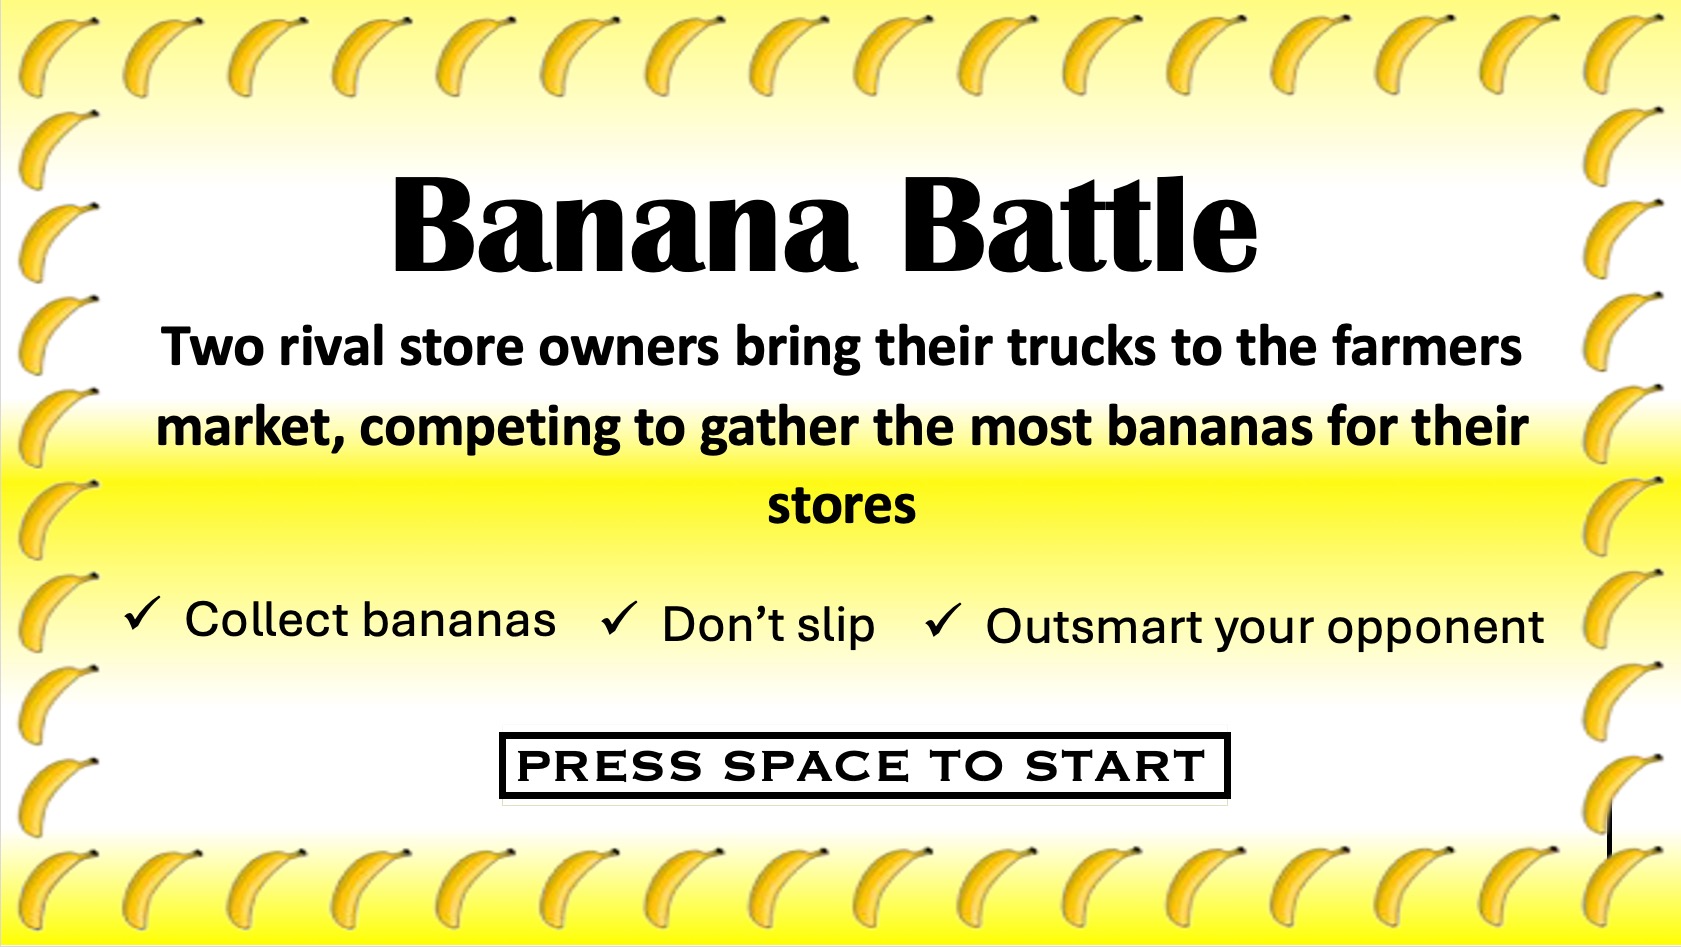 Banana Battle
Two rival store owners bring their trucks to the farmers
market, competing to gather the most bananas for their
stores
✓ Collect bananas ✓ Don’t slip ✓ Outsmart your opponent
PRESS SPACE TO START